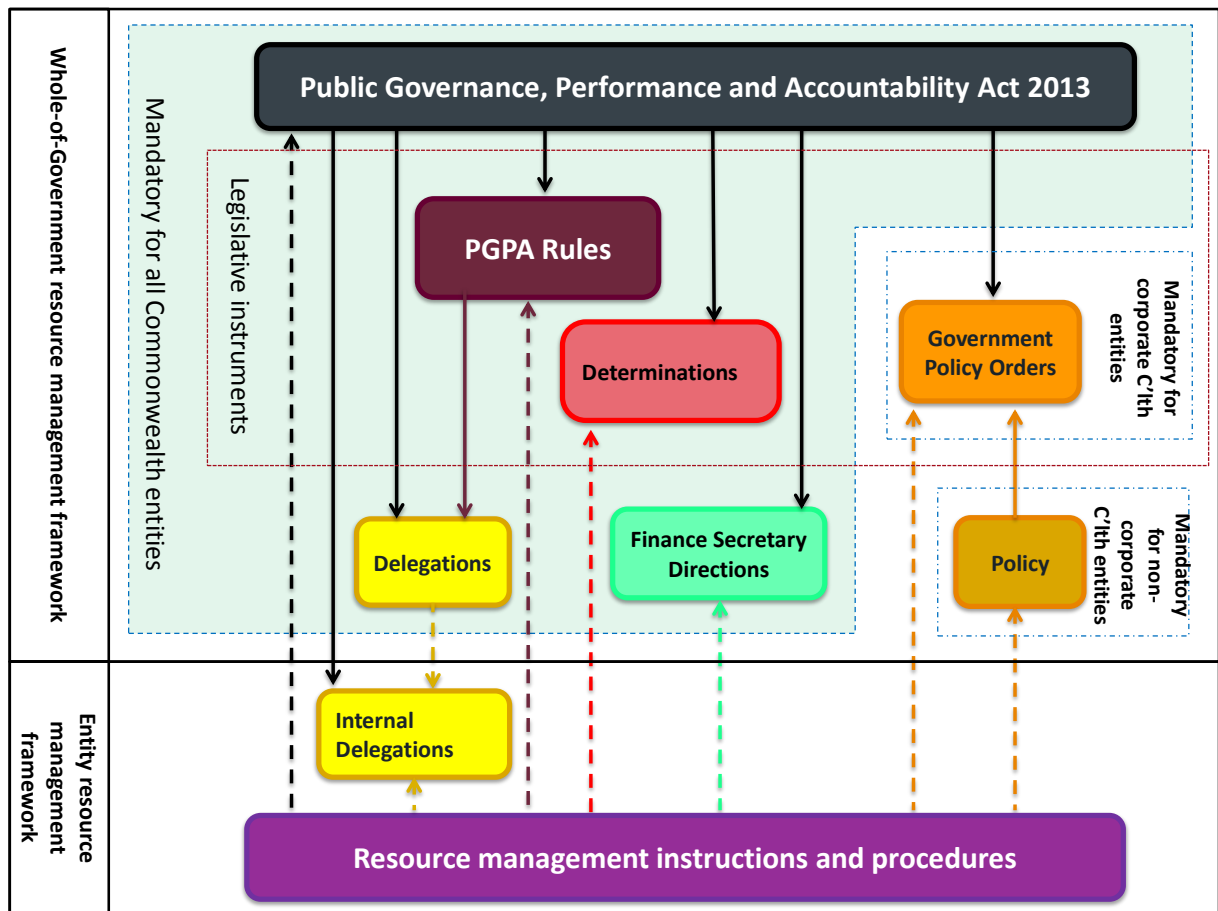 Whole-of-Government resource management framework
Mandatory for all Commonwealth entities
Public Governance, Performance and Accountability Act 2013
Legislative instruments
PGPA Rules
Determinations
Government
Policy Orders
Mandatory for
corporate C'lth
entities
Delegations
Finance Secretary
Directions
Policy
Mandatory
for non-
corporate
C'lth entities
Entity resource
management
framework
Internal
Delegations
Resource management instructions and procedures